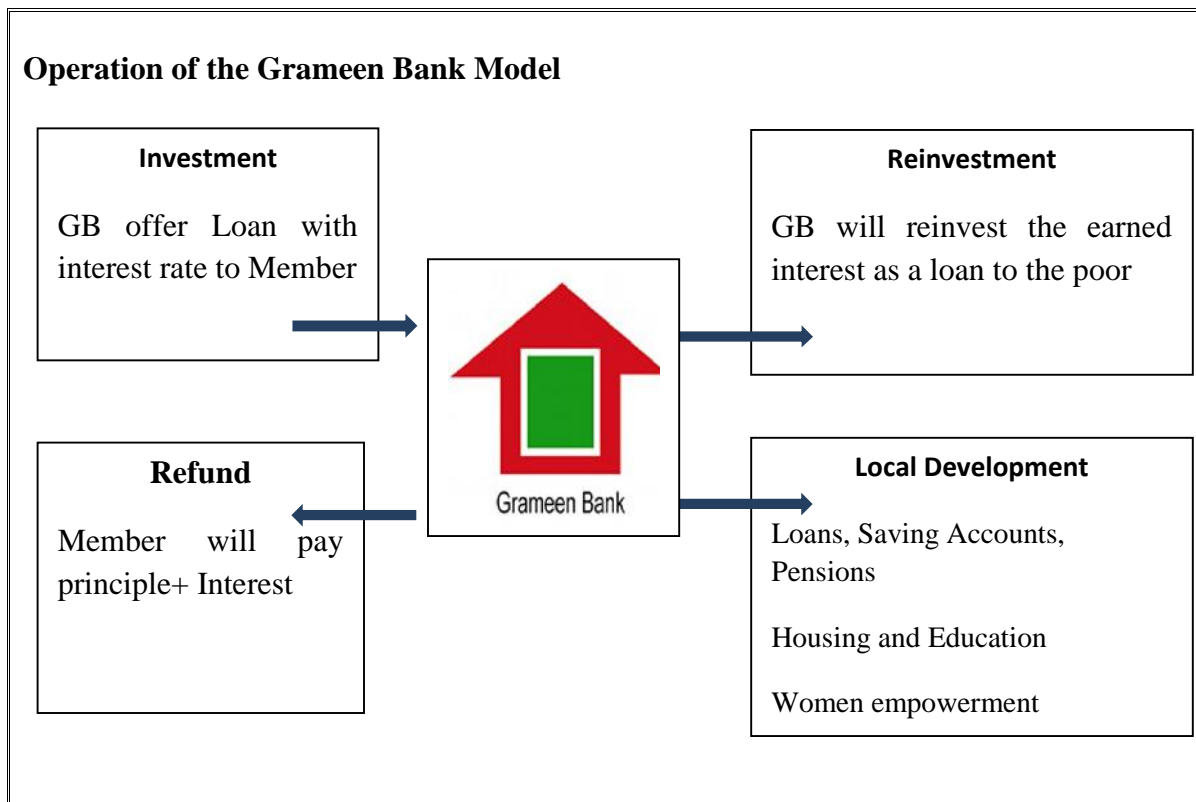 Operation of the Grameen Bank Model
Investment
GB offer Loan with
interest rate to Member
Reinvestment
GB will reinvest the earned
interest as a loan to the poor
Grameen Bank
Refund
Member will pay
principle+ Interest
Local Development
Loans, Saving Accounts,
Pensions
Housing and Education
Women empowerment